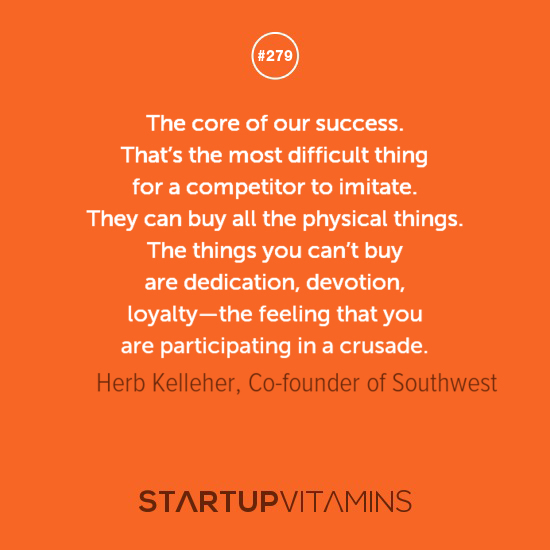 #279
The core of our success.
That’s the most difficult thing
for a competitor to imitate.
They can buy all the physical things.
The things you can’t buy
are dedication, devotion,
loyalty—the feeling that you
are participating in a crusade.
Herb Kelleher, Co-founder of Southwest
STARTUPVITAMINS